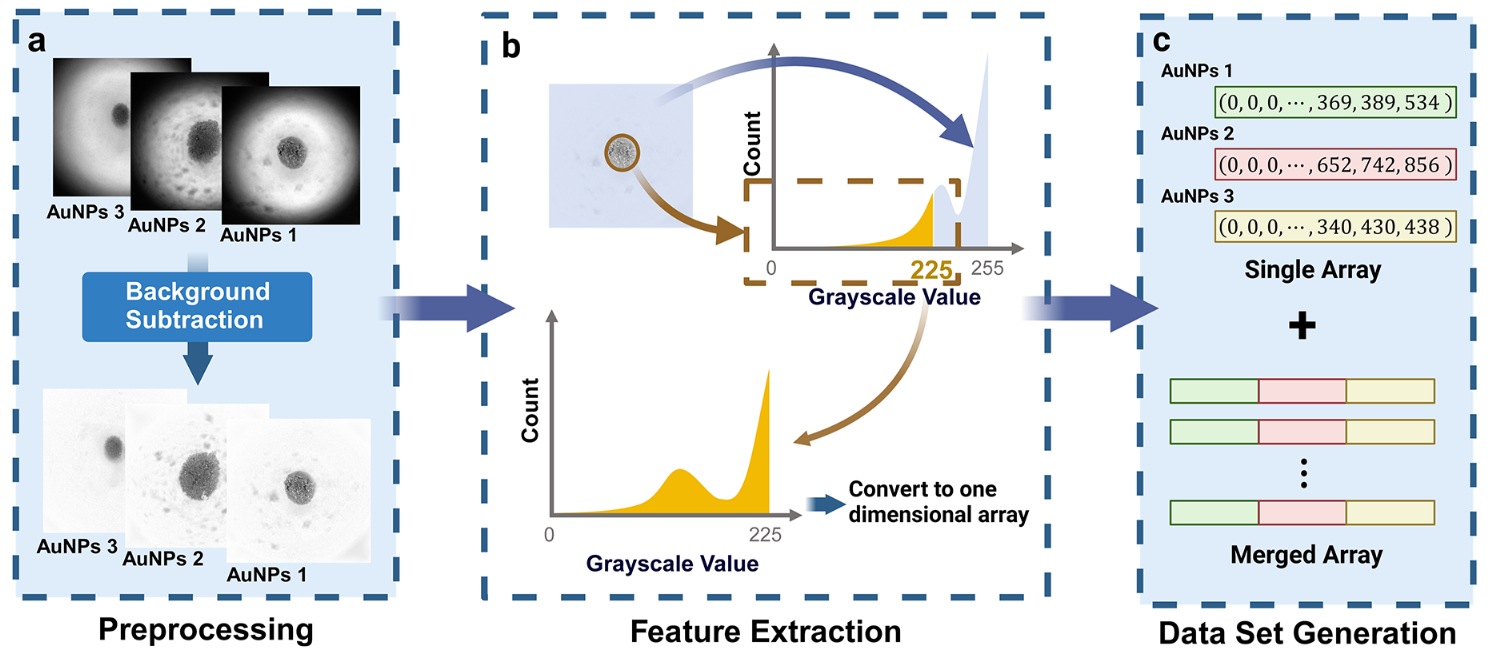 a
AuNPs 3
AuNPs 2
AuNPs 1
Background
Subtraction
AuNPs 3
AuNPs 2
AuNPs 1
Preprocessing
b
Count
0
225
255
Grayscale Value
Count
0
225
Grayscale Value
Convert to one
dimensional array
Feature Extraction
c
AuNPs 1
(0, 0, 0, ⋯ , 369, 389, 534 )
AuNPs 2
(0, 0, 0, ⋯ , 652, 742, 856 )
AuNPs 3
(0, 0, 0, ⋯ , 340, 430, 438 )
Single Array
+
⋮
Merged Array
Data Set Generation